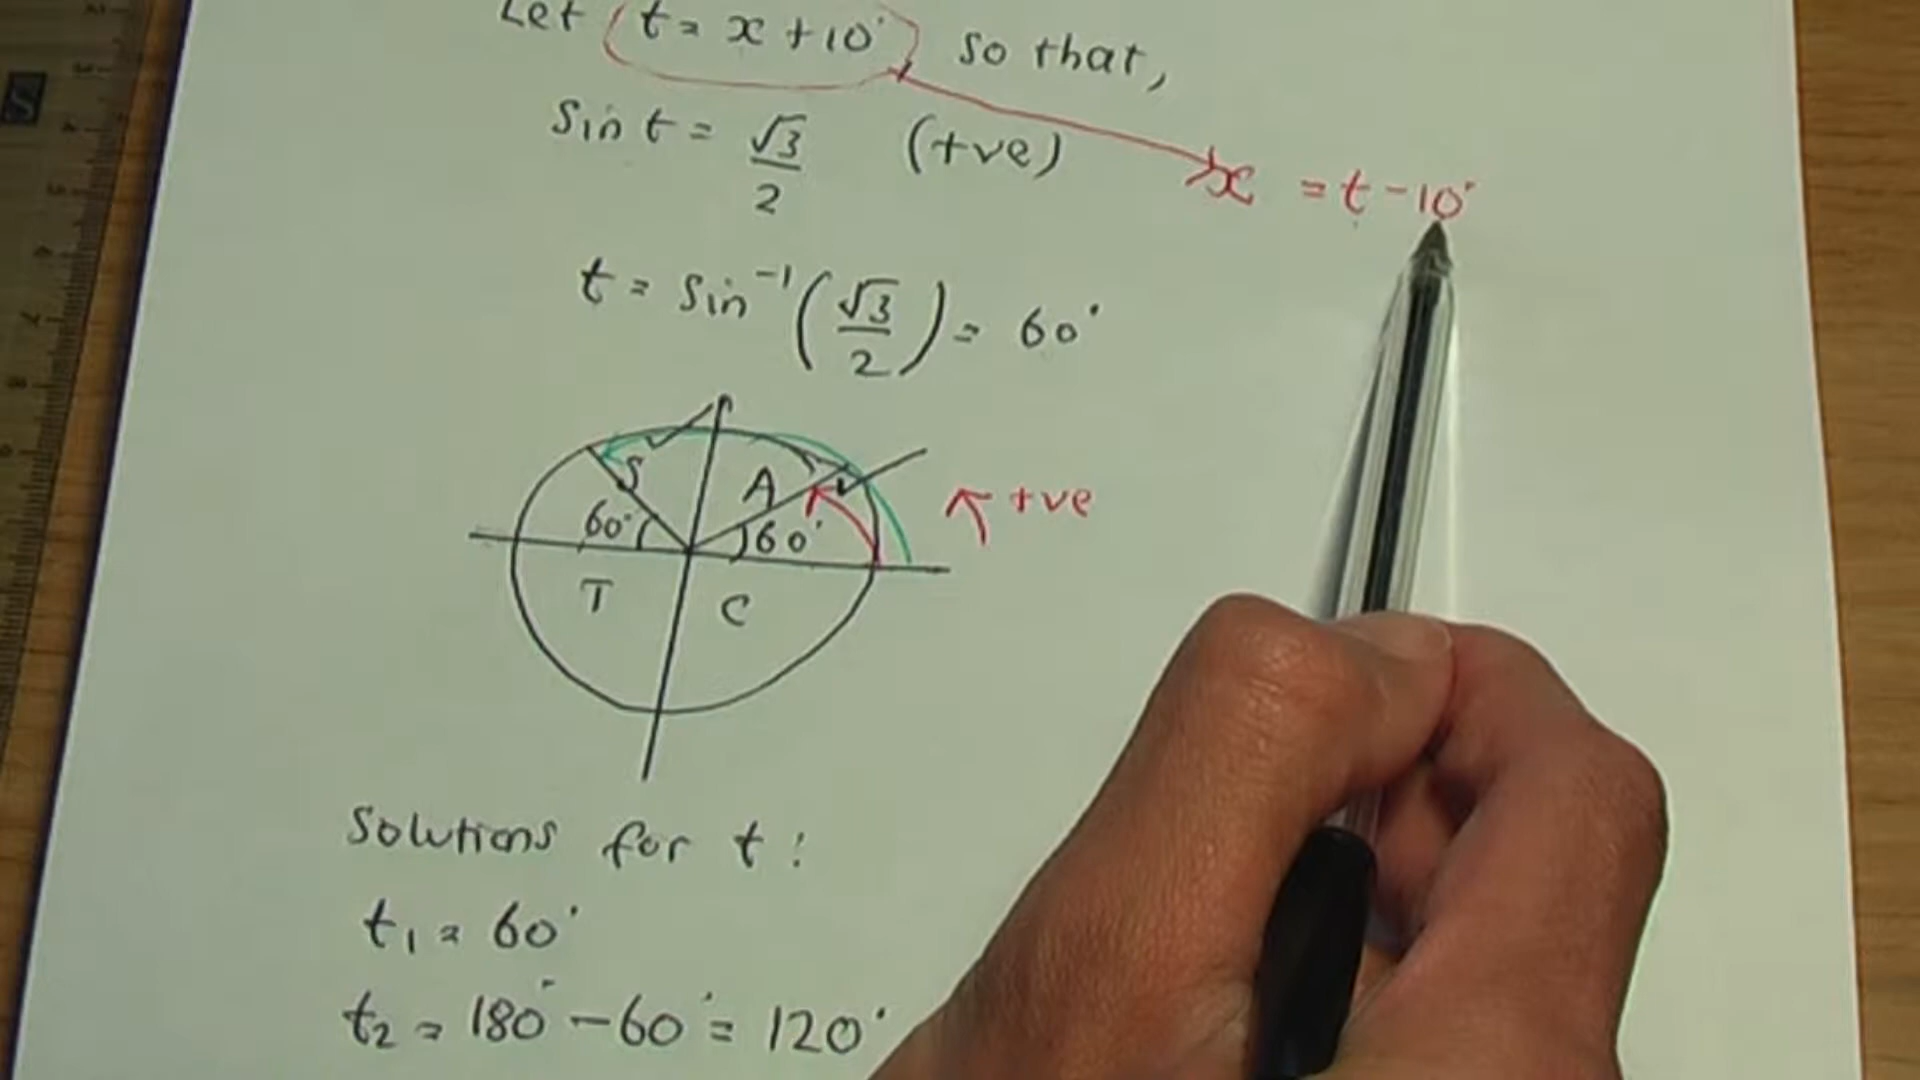 Let t = x + 10° so that,
Sin t = √3/2 (+ve)
x = t - 10°
t = Sin⁻¹(√3/2) = 60°
S A
+ve
60° 60°
T C
Solutions for t :
t₁ = 60°
t₂ = 180° - 60° = 120°